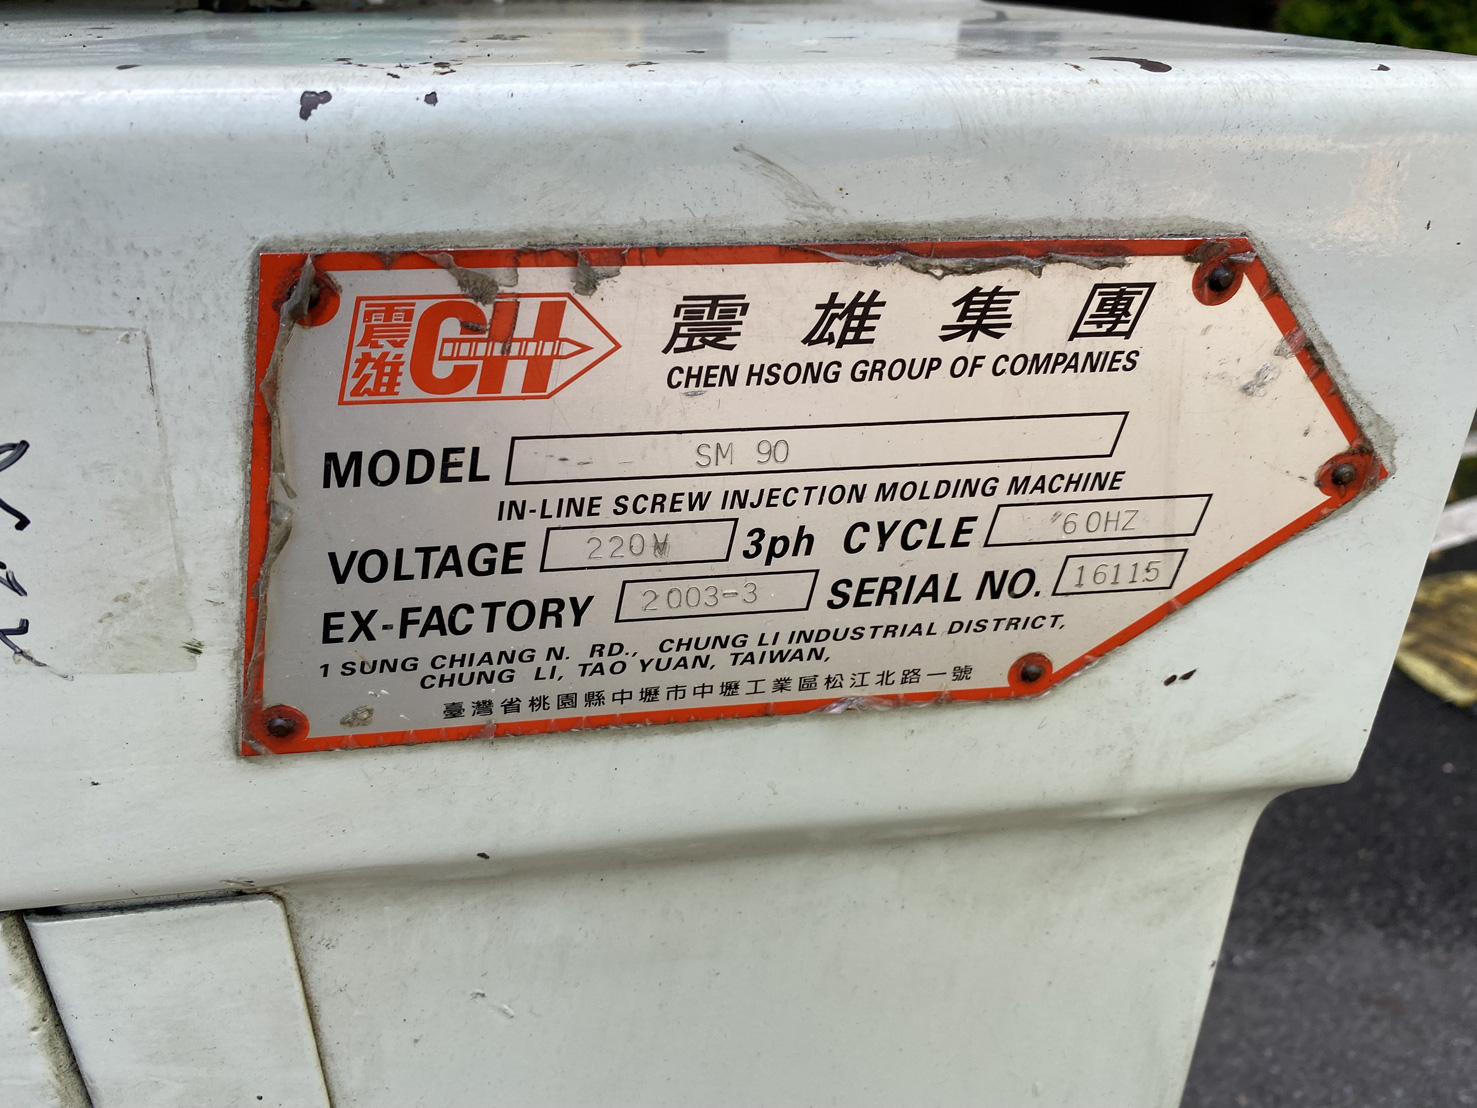 震雄 CH
震雄集團
CHEN HSONG GROUP OF COMPANIES
MODEL SM 90
IN-LINE SCREW INJECTION MOLDING MACHINE
VOLTAGE 220V 3ph CYCLE 60HZ
EX-FACTORY 2003-3 SERIAL NO. 16115
1 SUNG CHIANG N. RD., CHUNG LI INDUSTRIAL DISTRICT,
CHUNG LI, TAO YUAN, TAIWAN,
臺灣省桃園縣中壢市中壢工業區松江北路一號